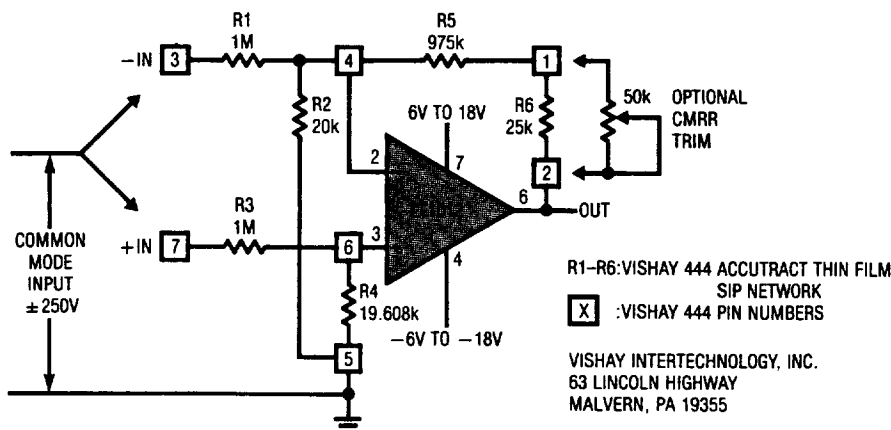 R1
1M
R5
975k
−IN
3
4
1
R2
20k
R6
25k
50k
OPTIONAL
CMRR
TRIM
6V TO 18V
2
7
2
6
OUT
COMMON
MODE
INPUT
±250V
+IN
7
R3
1M
6
3
4
R4
19.608k
−6V TO −18V
5
R1–R6:VISHAY 444 ACCUTRACT THIN FILM
SIP NETWORK
X :VISHAY 444 PIN NUMBERS
VISHAY INTERTECHNOLOGY, INC.
63 LINCOLN HIGHWAY
MALVERN, PA 19355